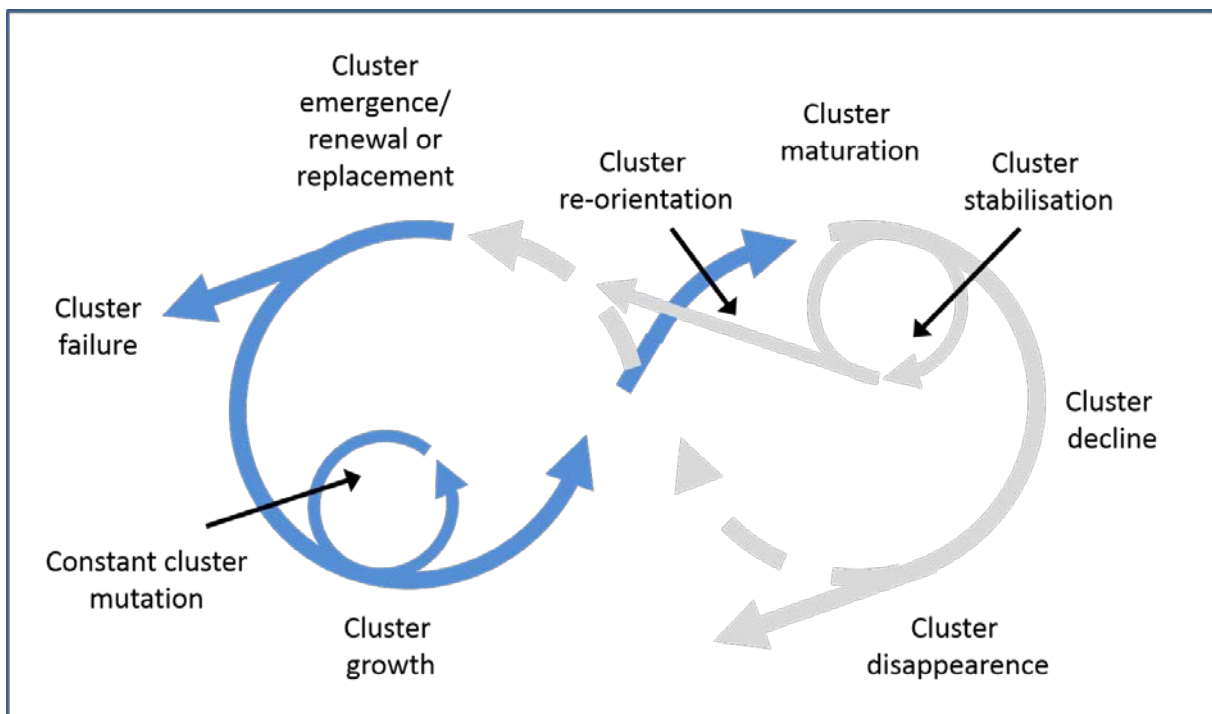 Cluster
emergence/
renewal or
replacement
Cluster
maturation
Cluster
re-orientation
Cluster
stabilisation
Cluster
failure
Cluster
decline
Constant cluster
mutation
Cluster
growth
Cluster
disappearence